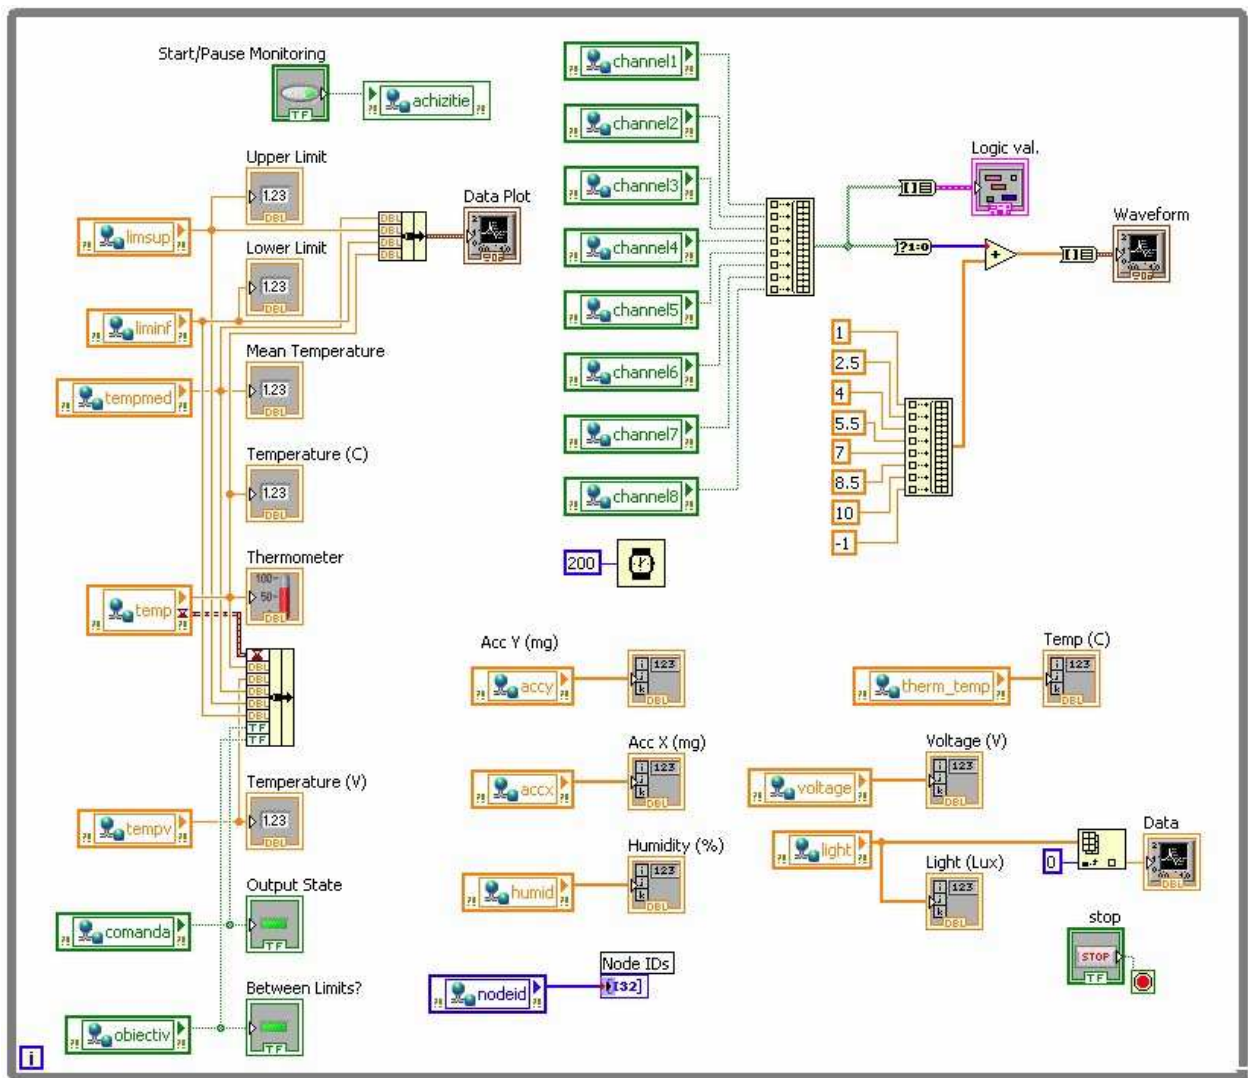 Start/Pause Monitoring
TF
achizitie
Upper Limit
1.23
DBL
limsup
Lower Limit
1.23
DBL
liminf
Mean Temperature
1.23
DBL
tempmed
Temperature (C)
1.23
DBL
Thermometer
100
50
DBL
temp
DBL
DBL
DBL
DBL
DBL
TF
TF
Temperature (V)
1.23
DBL
tempv
Output State
TF
comanda
Between Limits?
TF
obiectiv
i
DBL
DBL
DBL
DBL
Data Plot
channel1
channel2
channel3
channel4
channel5
channel6
channel7
channel8
200
Logic val.
?1:0
+
Waveform
1
2.5
4
5.5
7
8.5
10
-1
Acc Y (mg)
accy
i
j
k
123
DBL
Acc X (mg)
accx
i
j
k
123
DBL
Humidity (%)
humid
i
j
k
123
DBL
Node IDs
nodeid
[I32]
Temp (C)
therm_temp
i
j
k
123
DBL
Voltage (V)
voltage
i
j
k
123
DBL
light
Light (Lux)
i
j
k
123
DBL
0
Data
DBL
stop
STOP
TF